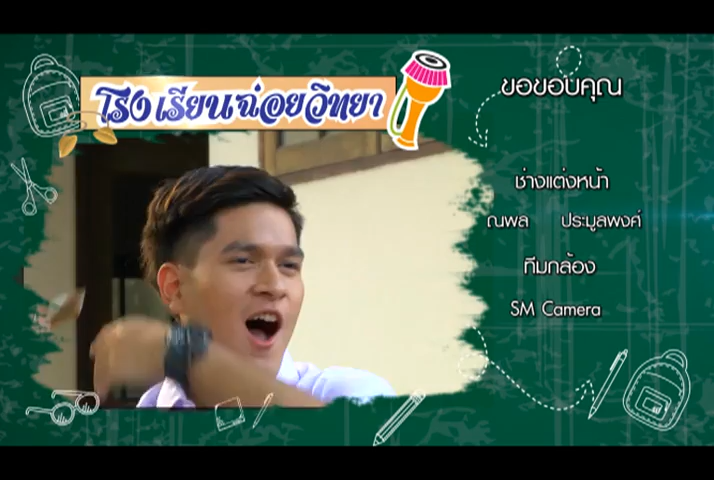 โรงเรียนฉ่อยวิทยา
ขอขอบคุณ
ช่างแต่งหน้า
ณพล ประมูลพงศ์
ทีมกล้อง
SM Camera